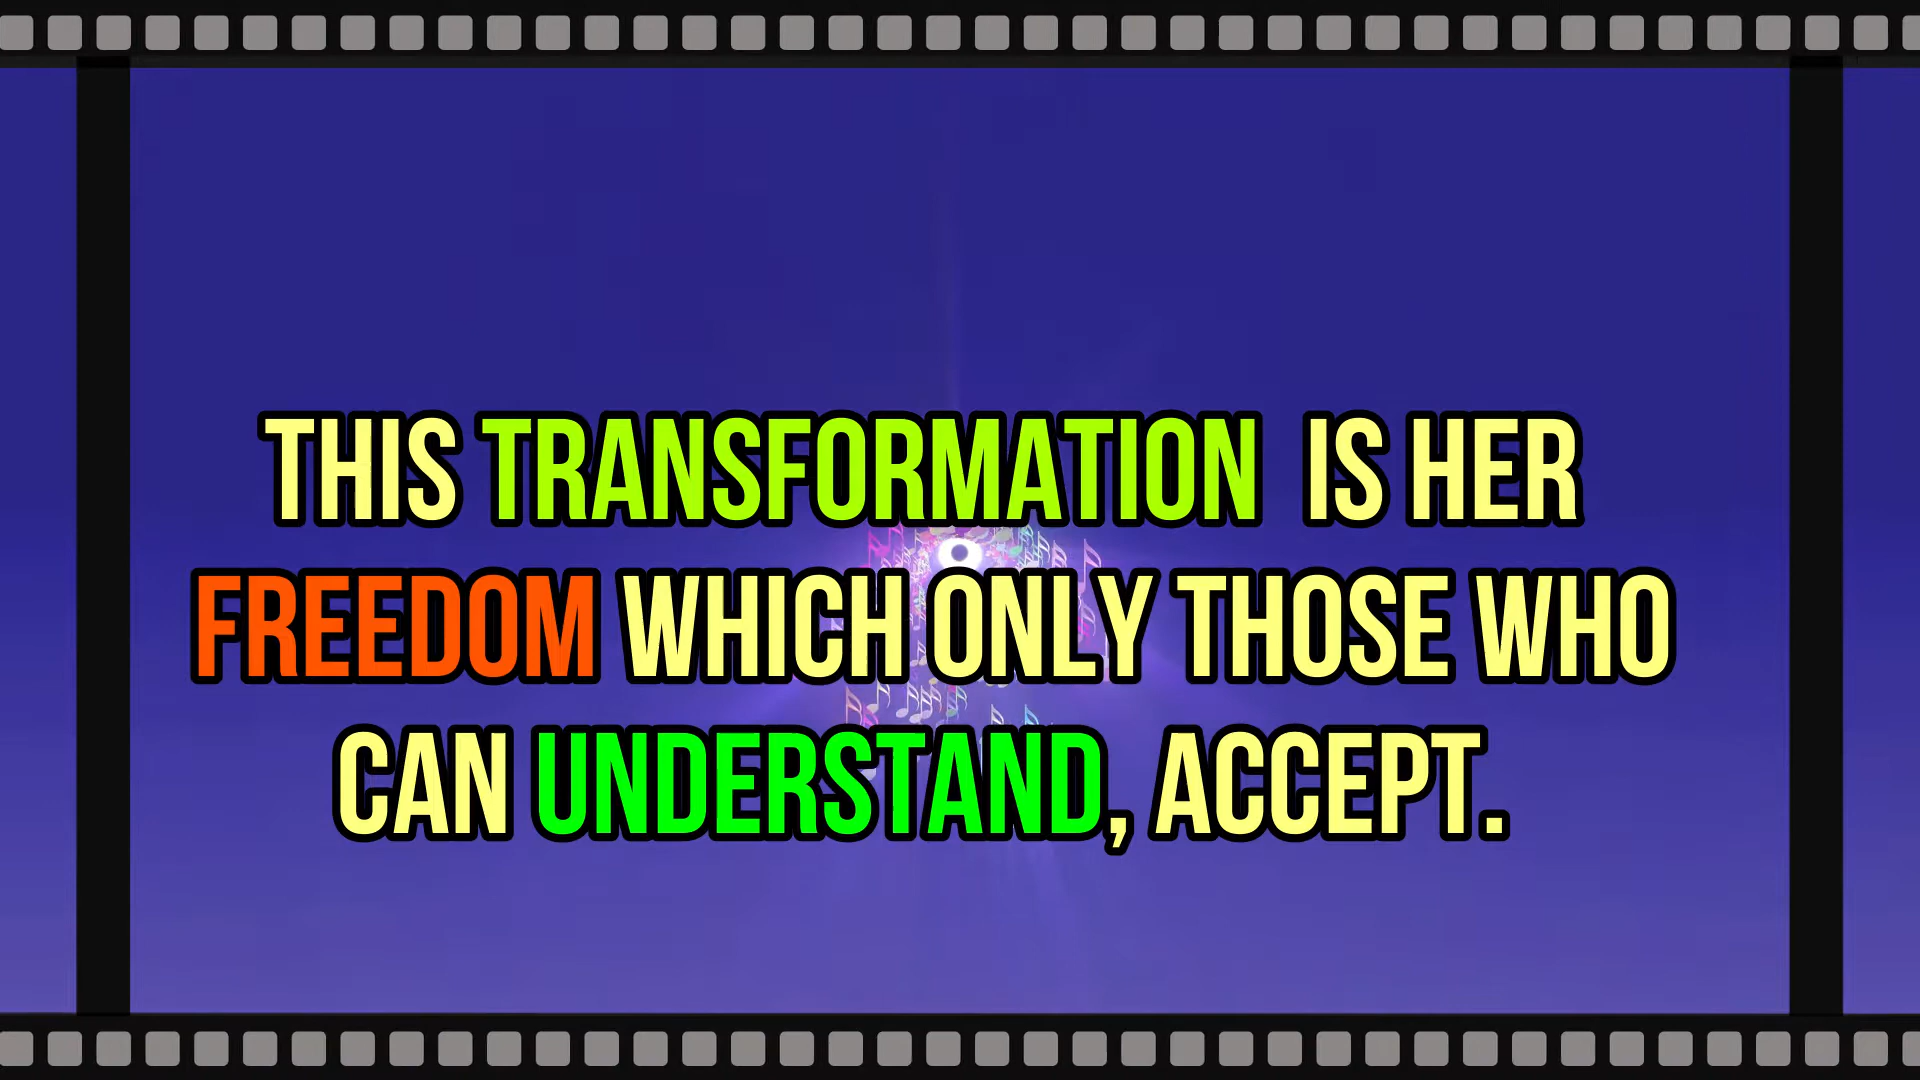 THIS TRANSFORMATION IS HER
FREEDOM WHICH ONLY THOSE WHO
CAN UNDERSTAND, ACCEPT.